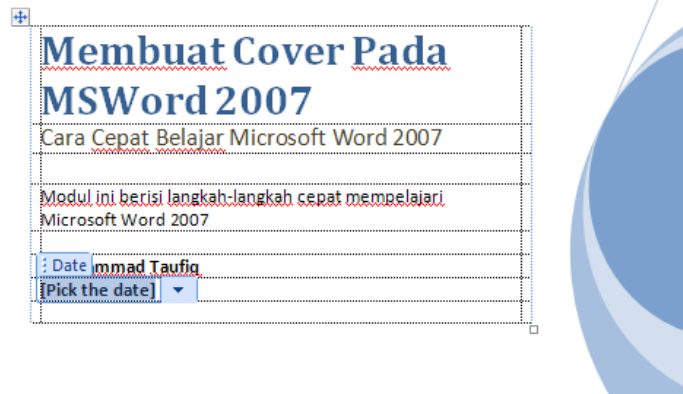 Membuat Cover Pada
MSWord 2007
Cara Cepat Belajar Microsoft Word 2007
Modul ini berisi langkah-langkah cepat mempelajari
Microsoft Word 2007
Date mmad Taufiq
[Pick the date]